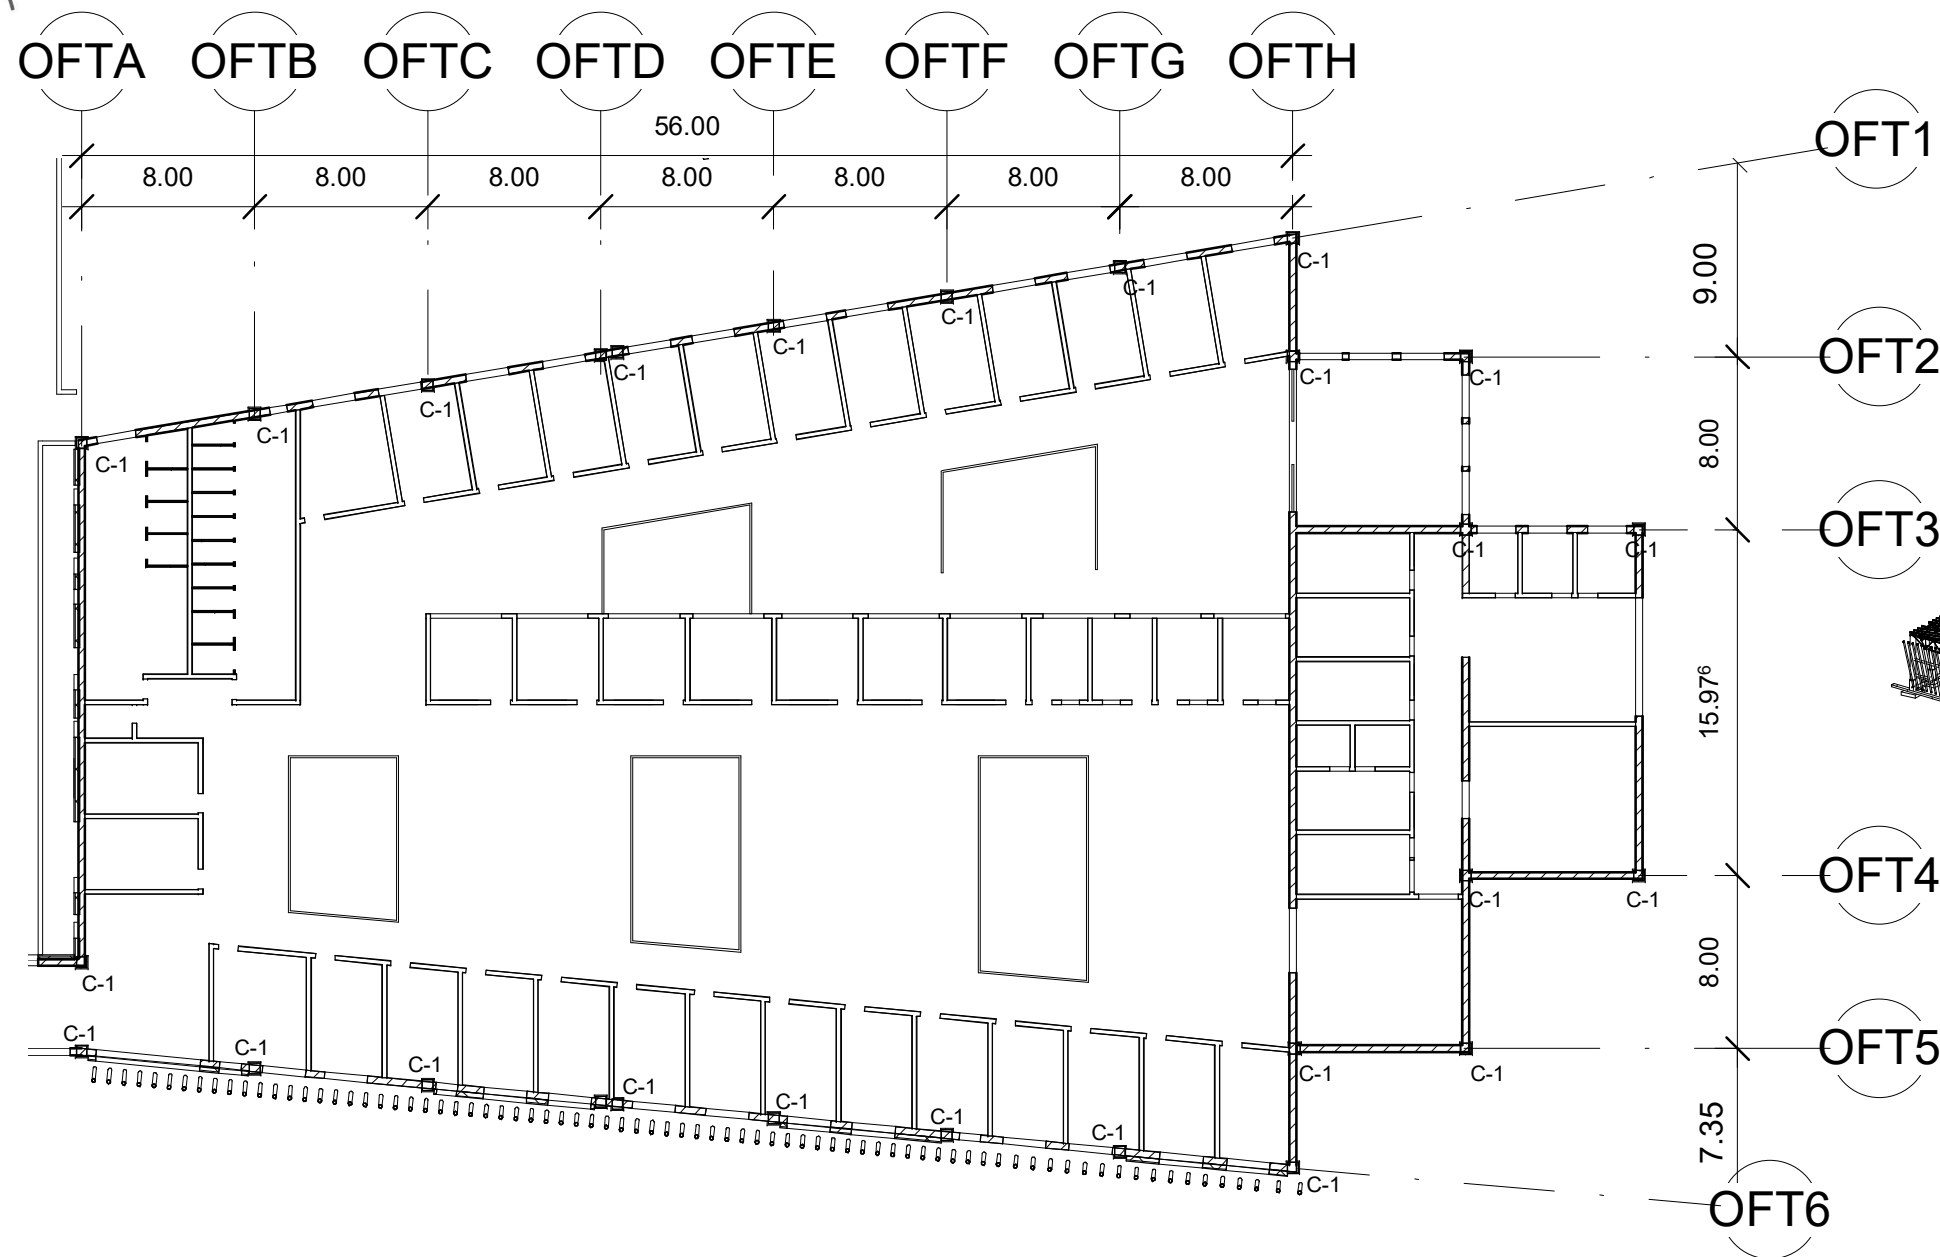 OFTA OFTB OFTC OFTD OFTE OFTF OFTG OFTH
56.00
OFT1
8.00 8.00 8.00 8.00 8.00 8.00 8.00
C-1
9.00
C-1
C-1
C-1
OFT2
C-1
C-1
C-1 C-1
C-1
C-1
8.00
C-1
OFT3
C-1 C-1
15.97⁶
OFT4
C-1 C-1
8.00
C-1
C-1
C-1
OFT5
C-1
C-1
C-1
C-1
C-1
C-1
C-1
7.35
C-1
OFT6